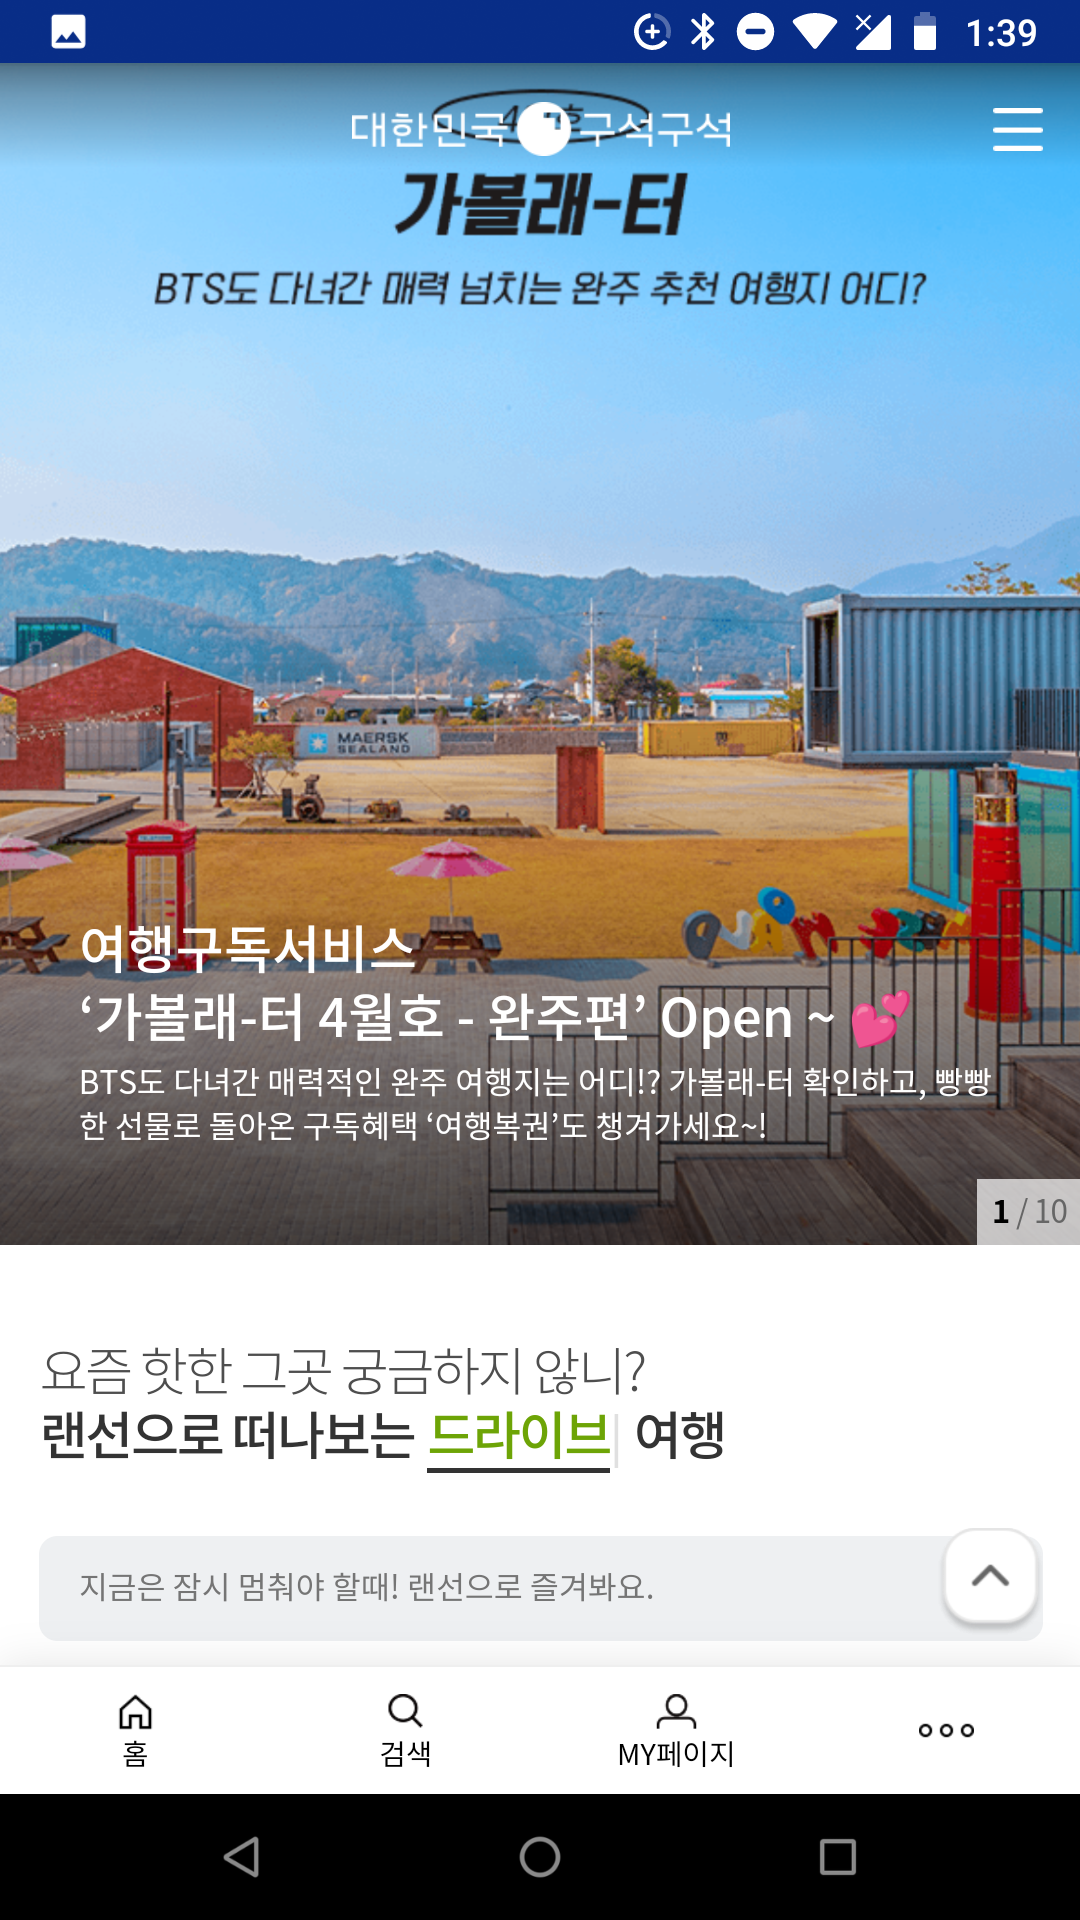 1:39
대한민국 구석구석
가볼래-터
BTS도 다녀간 매력 넘치는 완주 추천 여행지 어디?
MAERSK
SEALAND
여행구독서비스
‘가볼래-터 4월호 - 완주편’ Open ~ 💕
BTS도 다녀간 매력적인 완주 여행지는 어디!? 가볼래-터 확인하고, 빵빵
한 선물로 돌아온 구독혜택 ‘여행복권’도 챙겨가세요~!
1 / 10
요즘 핫한 그곳 궁금하지 않니?
랜선으로 떠나보는 드라이브 여행
지금은 잠시 멈춰야 할때! 랜선으로 즐겨봐요.
홈
검색
MY페이지